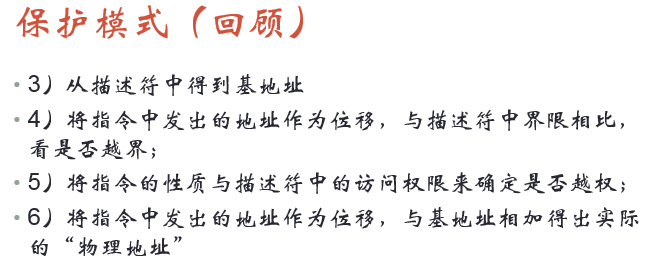 保护模式（回顾）
• 3）从描述符中得到基地址
• 4）将指令中发出的地址作为位移，与描述符中界限相比，
看是否越界；
• 5）将指令的性质与描述符中的访问权限来确定是否越权；
• 6）将指令中发出的地址作为位移，与基地址相加得出实际
的“物理地址”